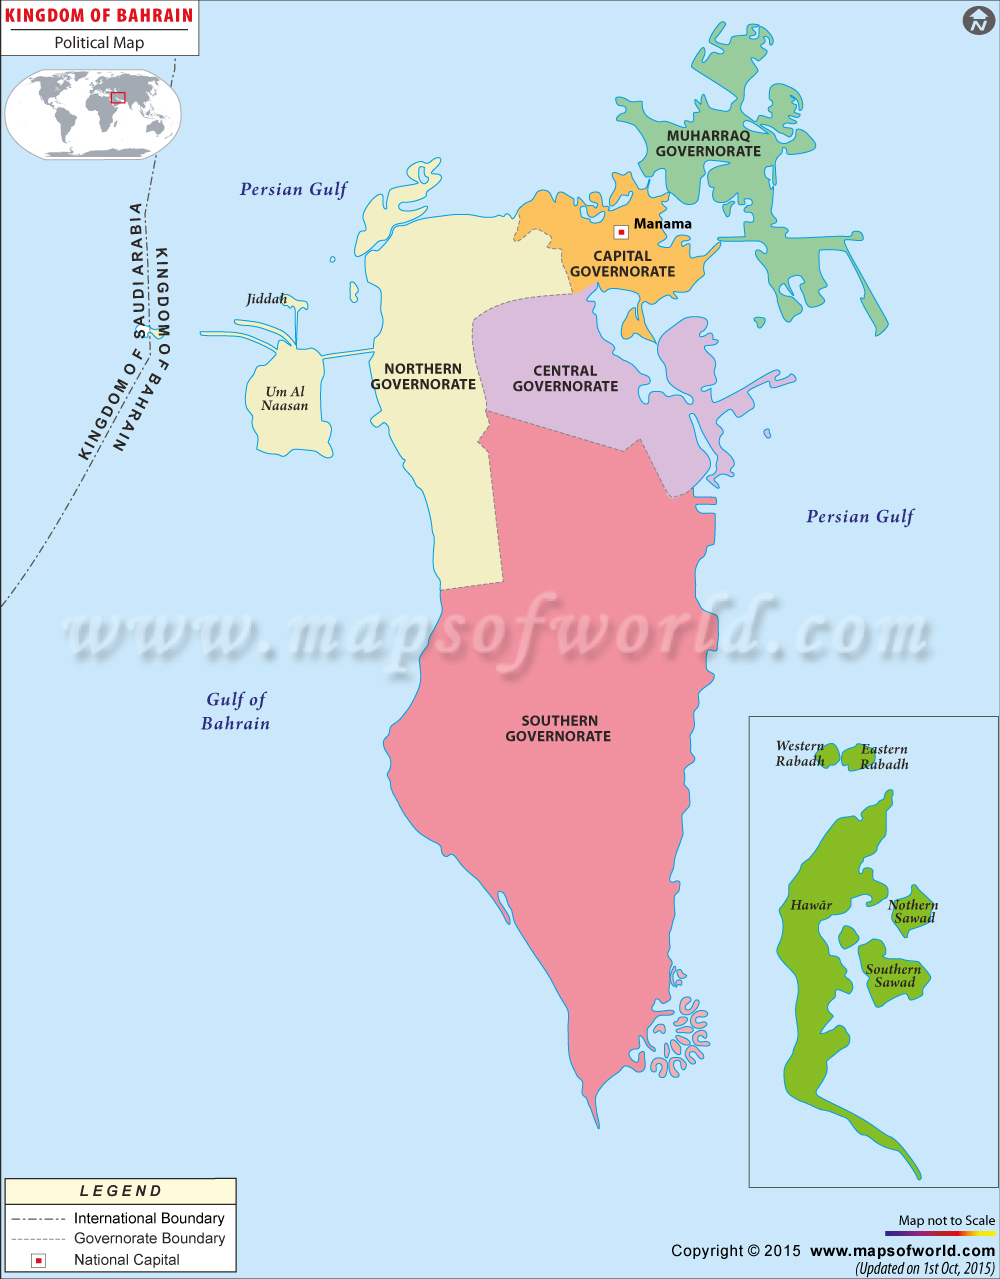 KINGDOM OF BAHRAIN
Political Map
N
KINGDOM OF SAUDI ARABIA
KINGDOM OF BAHRAIN
Persian Gulf
MUHARRAQ
GOVERNORATE
Manama
CAPITAL
GOVERNORATE
Jiddah
Um Al
Naasan
NORTHERN
GOVERNORATE
CENTRAL
GOVERNORATE
Persian Gulf
www.mapsofworld.com
Gulf of
Bahrain
SOUTHERN
GOVERNORATE
Western
Rabadh
Eastern
Rabadh
Hawār
Nothern
Sawad
Southern
Sawad
LEGEND
International Boundary
Governorate Boundary
National Capital
Map not to Scale
Copyright © 2015 www.mapsofworld.com
(Updated on 1st Oct, 2015)